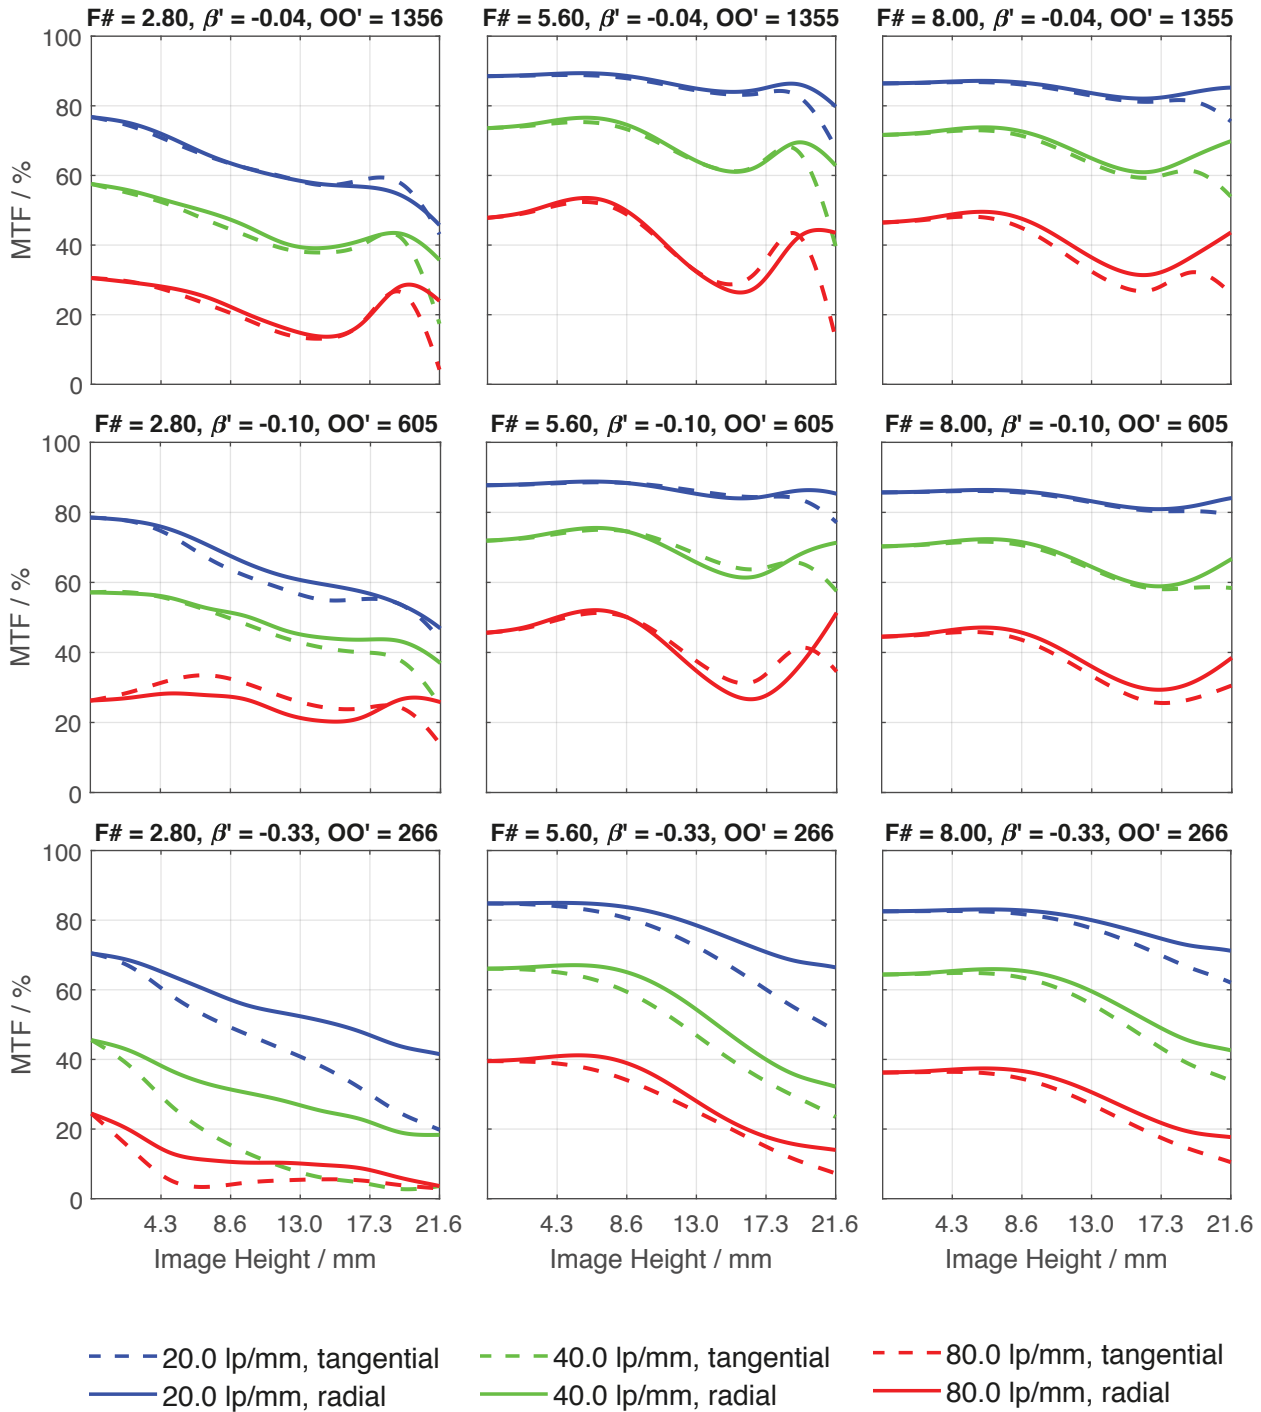 F# = 2.80, β' = -0.04, OO' = 1356
F# = 5.60, β' = -0.04, OO' = 1355
F# = 8.00, β' = -0.04, OO' = 1355
100
80
60
40
20
0
MTF / %
F# = 2.80, β' = -0.10, OO' = 605
F# = 5.60, β' = -0.10, OO' = 605
F# = 8.00, β' = -0.10, OO' = 605
100
80
60
40
20
0
MTF / %
F# = 2.80, β' = -0.33, OO' = 266
F# = 5.60, β' = -0.33, OO' = 266
F# = 8.00, β' = -0.33, OO' = 266
100
80
60
40
20
0
MTF / %
4.3 8.6 13.0 17.3 21.6
4.3 8.6 13.0 17.3 21.6
4.3 8.6 13.0 17.3 21.6
Image Height / mm
Image Height / mm
Image Height / mm
20.0 lp/mm, tangential
40.0 lp/mm, tangential
80.0 lp/mm, tangential
20.0 lp/mm, radial
40.0 lp/mm, radial
80.0 lp/mm, radial